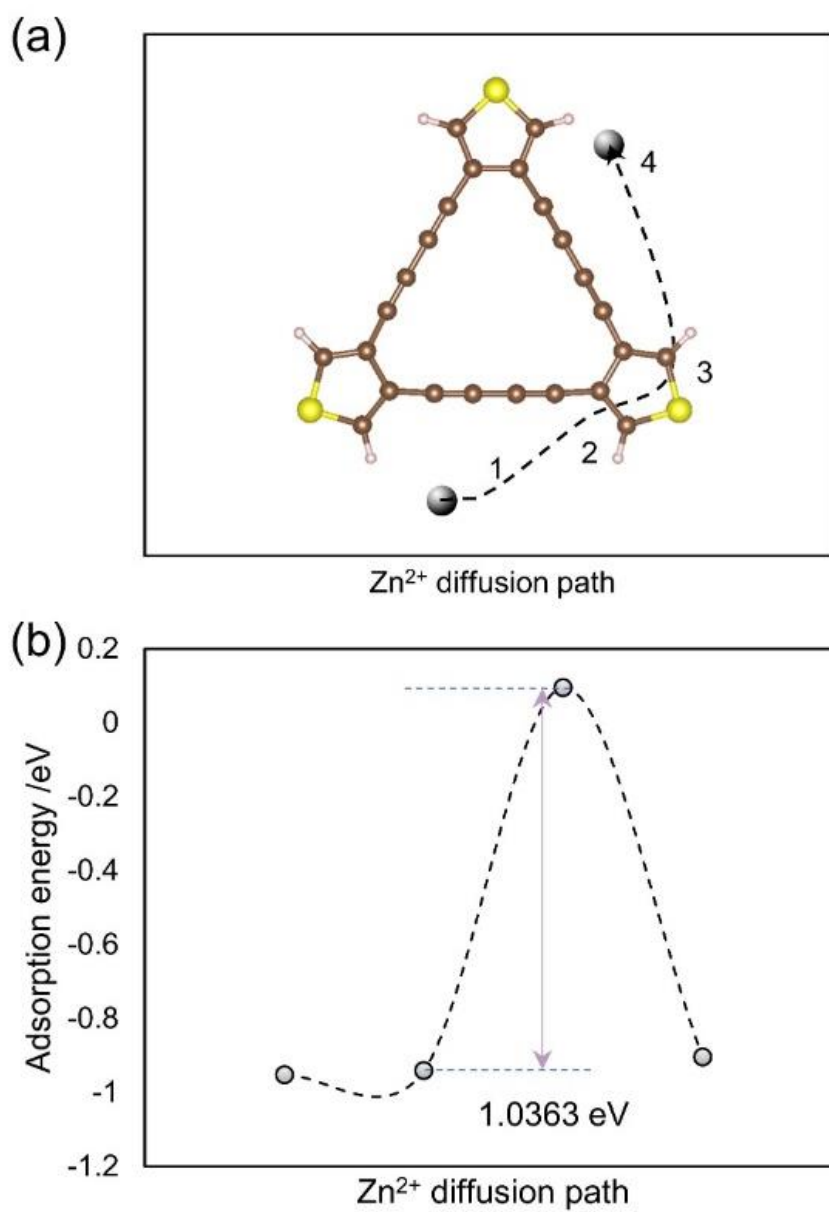 (a)
4
3
2
1
Zn²⁺ diffusion path
(b)
0.2
0
-0.2
-0.4
-0.6
-0.8
-1
-1.2
Adsorption energy /eV
1.0363 eV
Zn²⁺ diffusion path